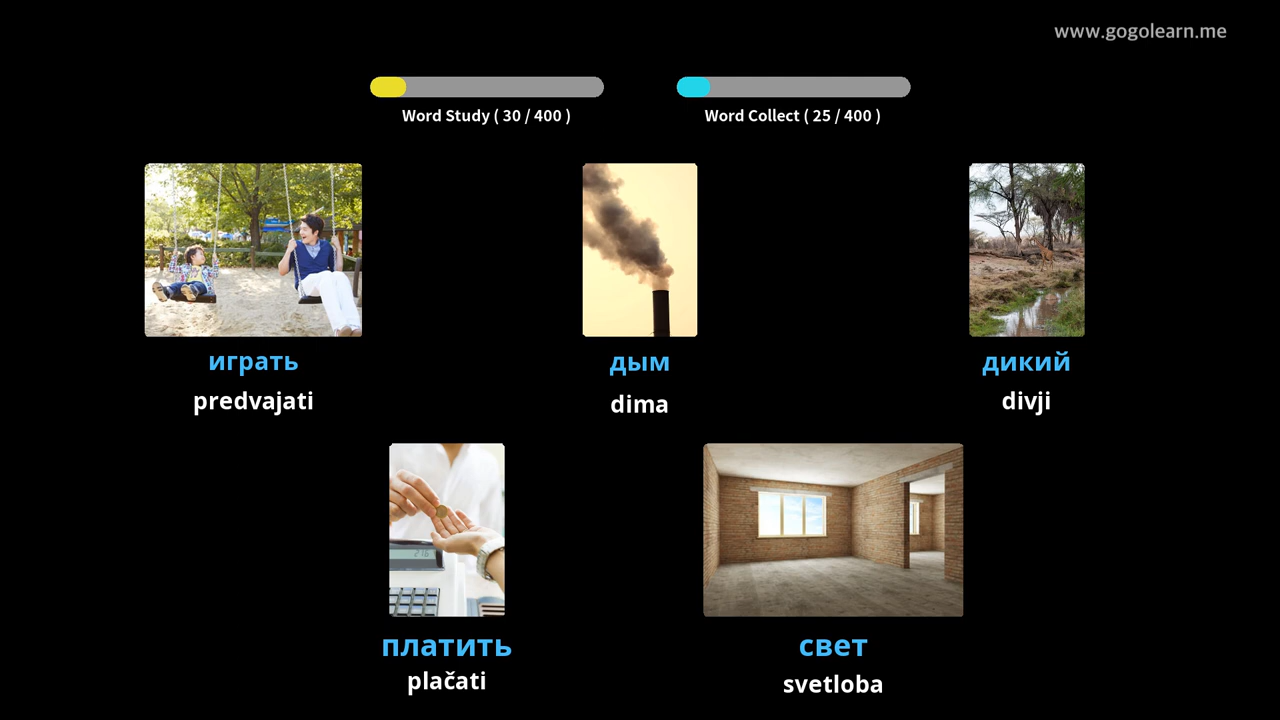 www.gogolearn.me
Word Study ( 30 / 400 )
Word Collect ( 25 / 400 )
играть
predvajati
дым
dima
дикий
divji
платить
plačati
свет
svetloba